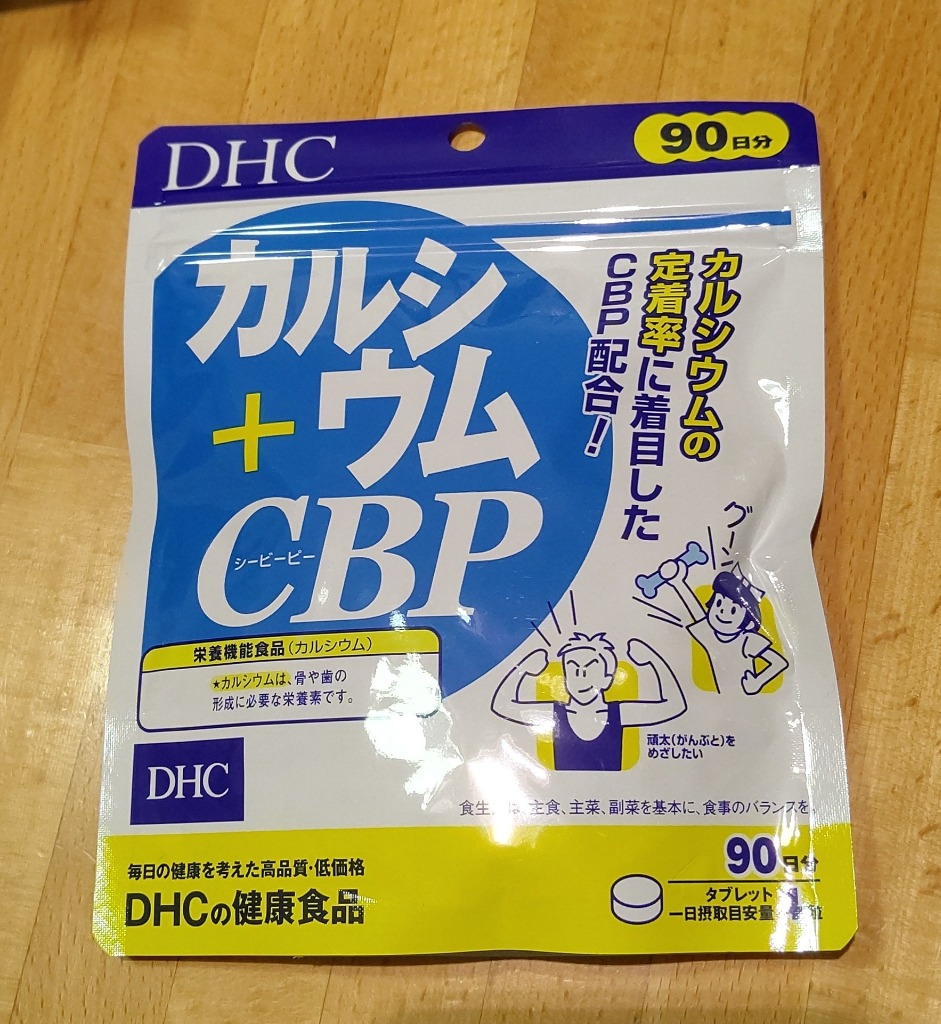 DHC
90日分
カルシ
ウム
+
CBP
シービーピー
カルシウムの
定着率に着目した
CBP配合!
グーン
栄養機能食品(カルシウム)
★カルシウムは、骨や歯の
形成に必要な栄養素です。
頑太(がんぶと)を
めざしたい
DHC
主食、主菜、副菜を基本に、食事のバランスを。
毎日の健康を考えた高品質・低価格
DHCの健康食品
90日分
タブレット
一日摂取目安量
粒